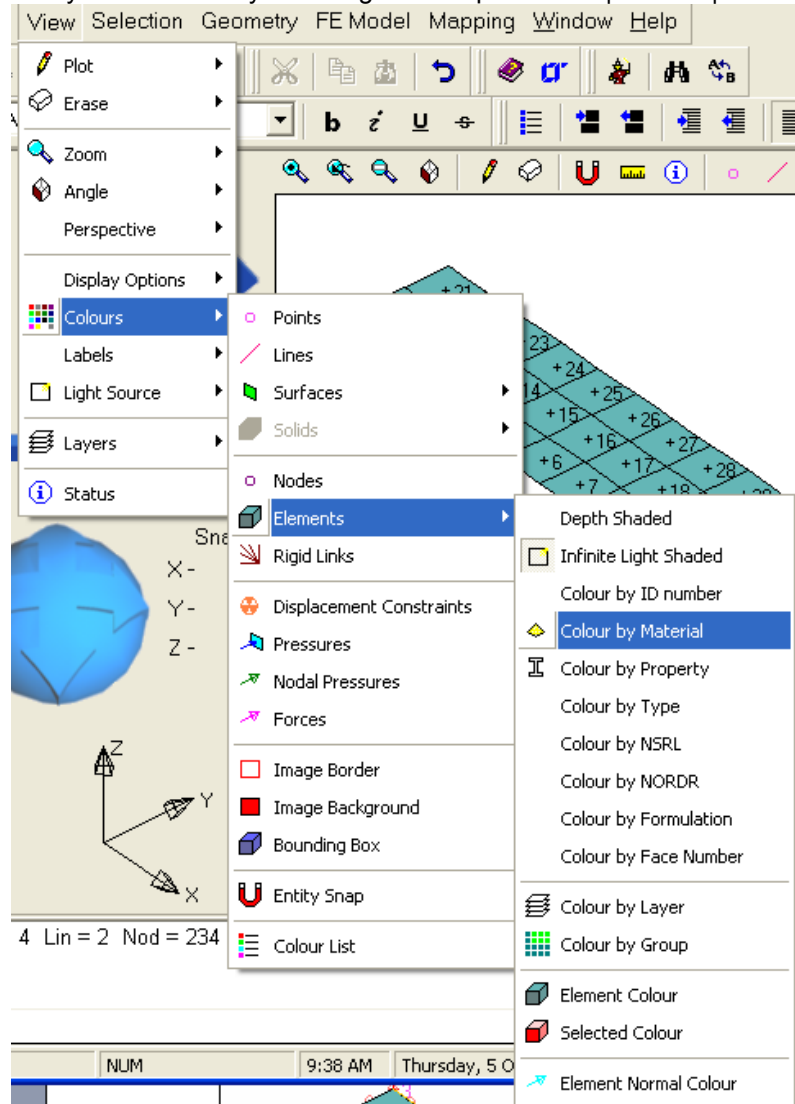 View Selection Geometry FE Model Mapping Window Help
Plot
Erase
Zoom
Angle
Perspective
Display Options
Colours
Labels
Light Source
Layers
Status
b i U S
A B
Points
Lines
Surfaces
Solids
Nodes
Elements
Rigid Links
Displacement Constraints
Pressures
Nodal Pressures
Forces
Image Border
Image Background
Bounding Box
Entity Snap
Colour List
Depth Shaded
Infinite Light Shaded
Colour by ID number
Colour by Material
Colour by Property
Colour by Type
Colour by NSRL
Colour by NORDR
Colour by Formulation
Colour by Face Number
Colour by Layer
Colour by Group
Element Colour
Selected Colour
Element Normal Colour
+21
23
+24
+25
14
+15
+26
+16
+27
+6
+17
+28
+7
+18
X -
Y -
Z -
Z
Y
X
4 Lin = 2 Nod = 234
NUM
9:38 AM
Thursday, 5